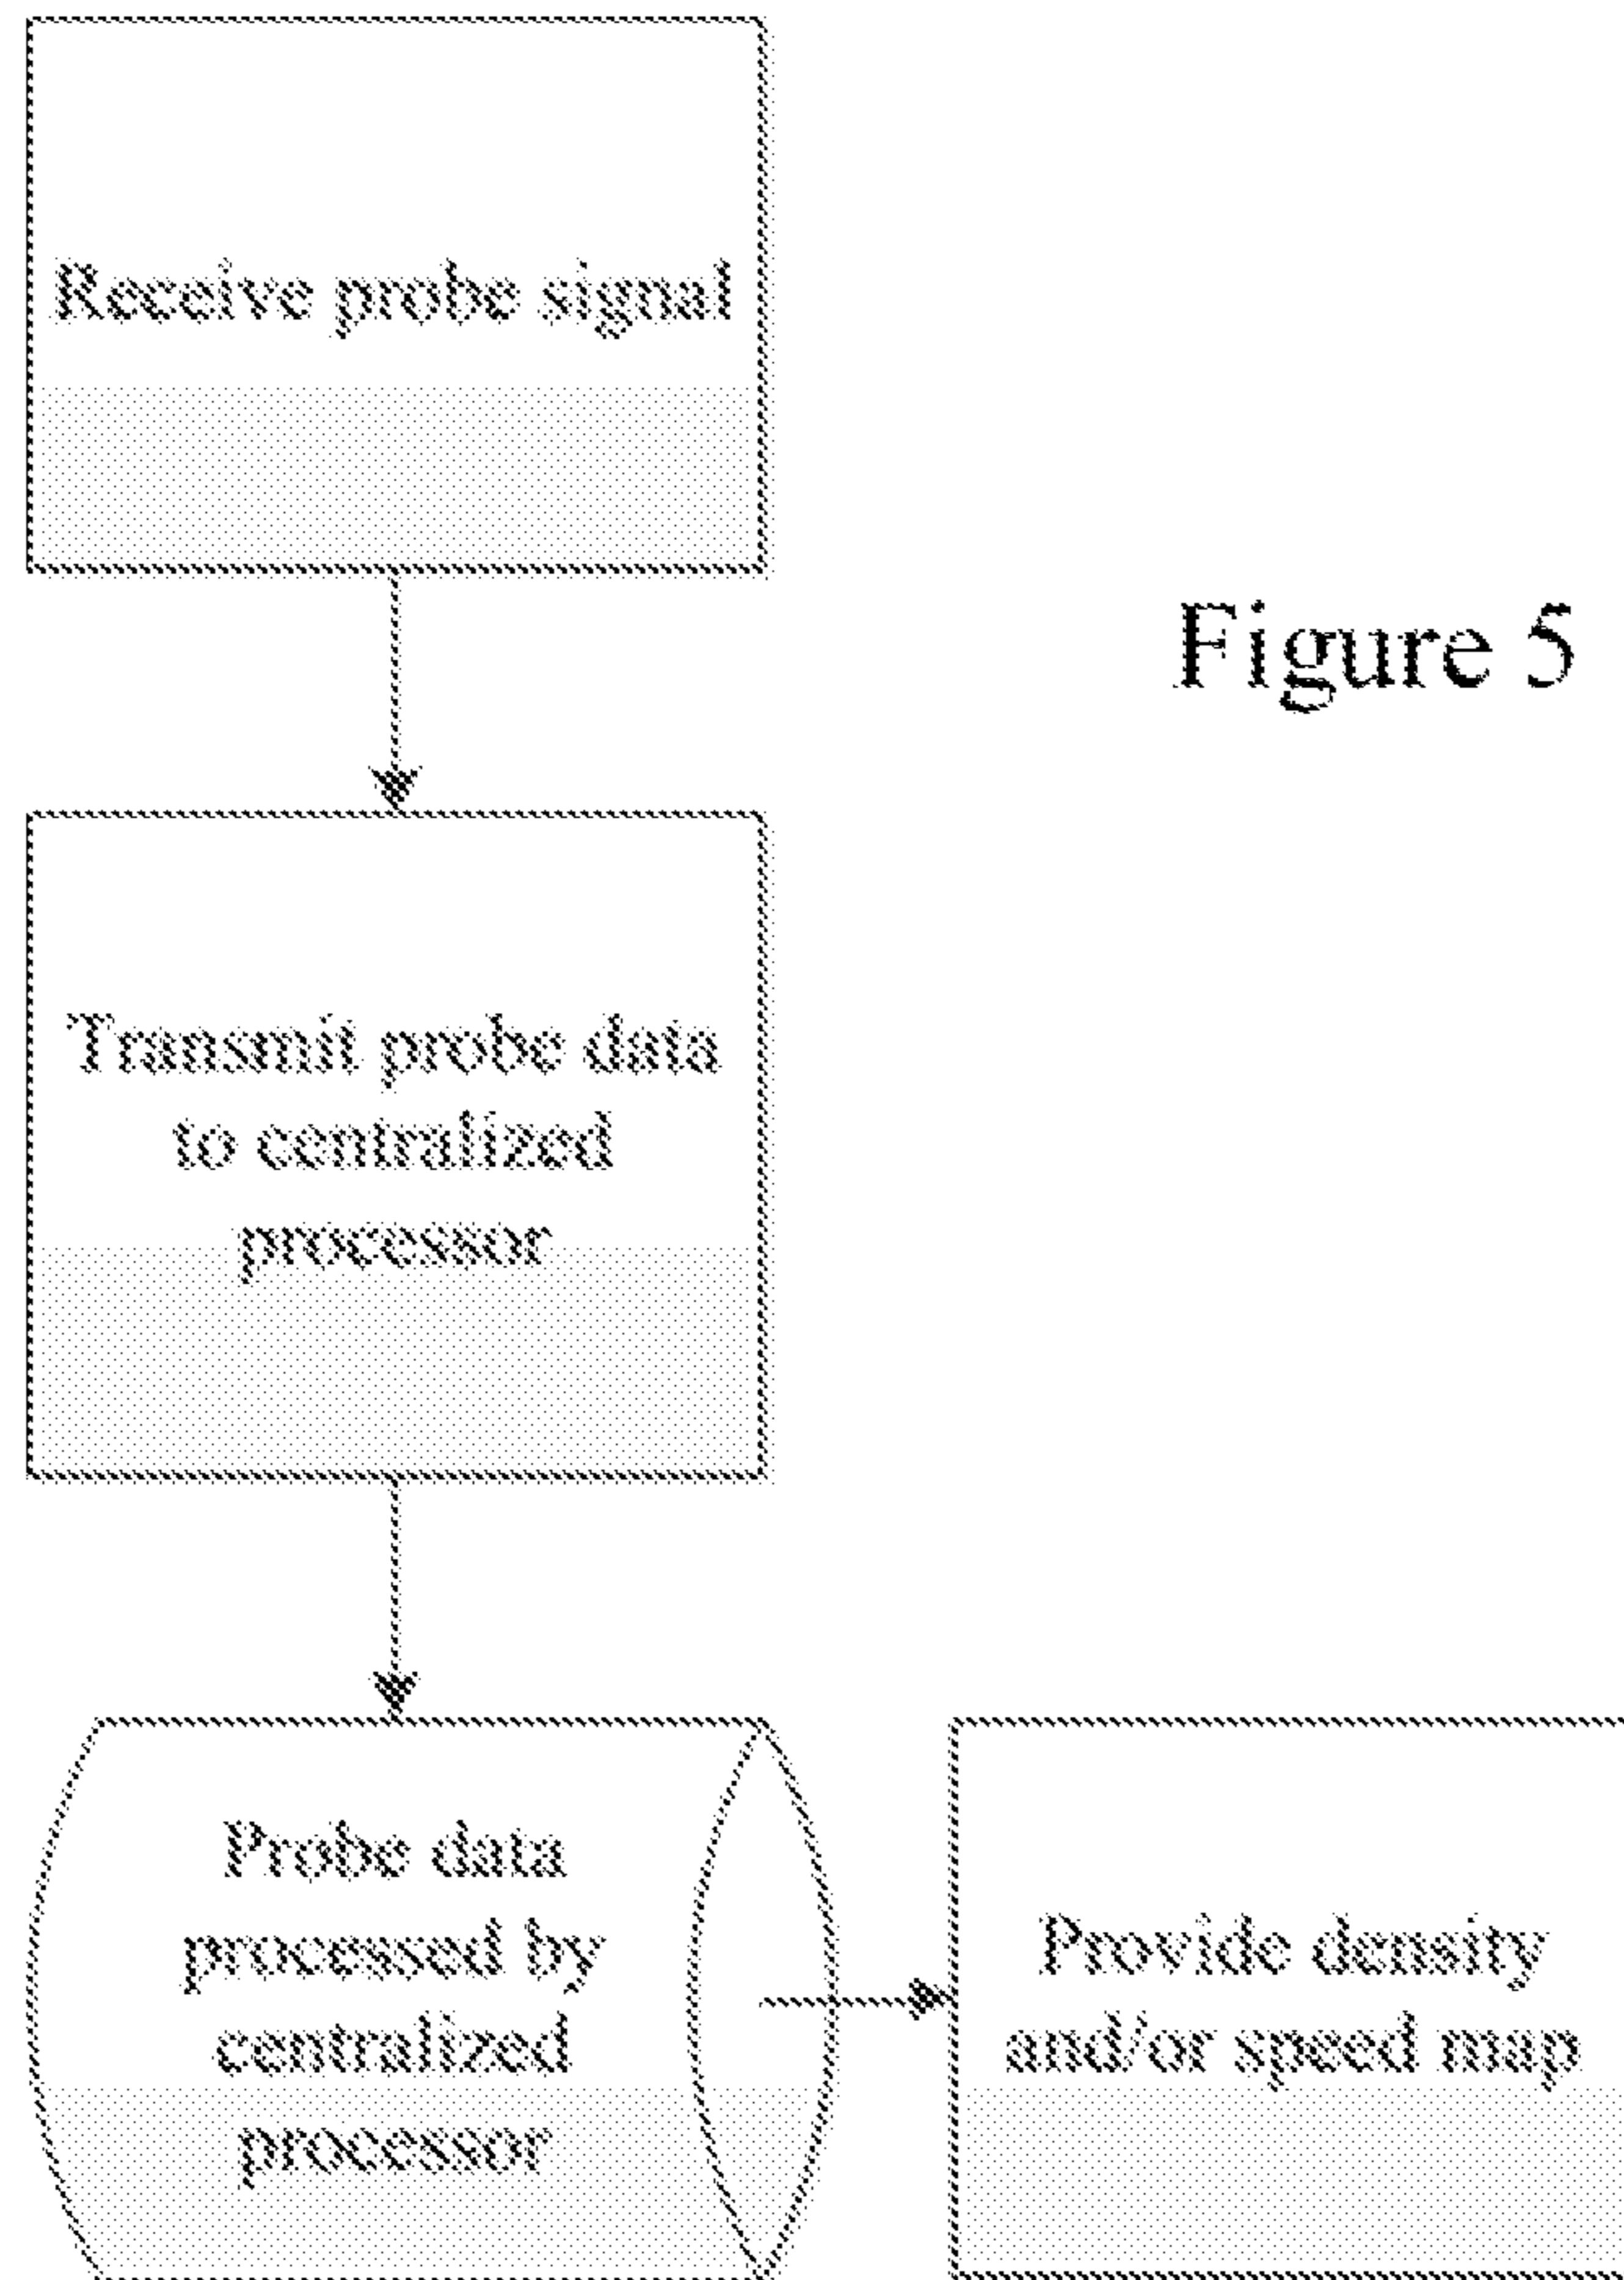 Receive probe signal
Figure 5
Transmit probe data
to centralized
processor
Probe data
processed by
centralized
processor
Provide density
and/or speed map